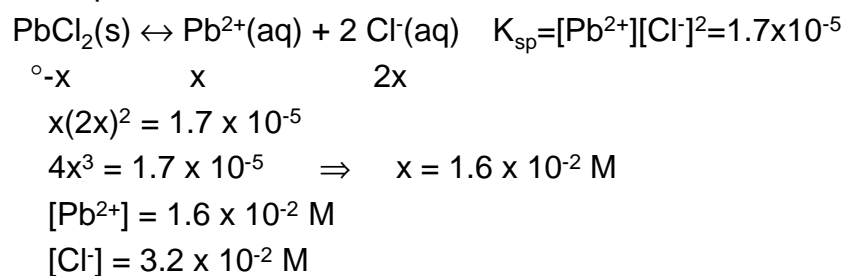 PbCl₂(s) ↔ Pb²⁺(aq) + 2 Cl⁻(aq) Kₛₚ=[Pb²⁺][Cl⁻]²=1.7x10⁻⁵
°-x x 2x
x(2x)² = 1.7 x 10⁻⁵
4x³ = 1.7 x 10⁻⁵ ⇒ x = 1.6 x 10⁻² M
[Pb²⁺] = 1.6 x 10⁻² M
[Cl⁻] = 3.2 x 10⁻² M